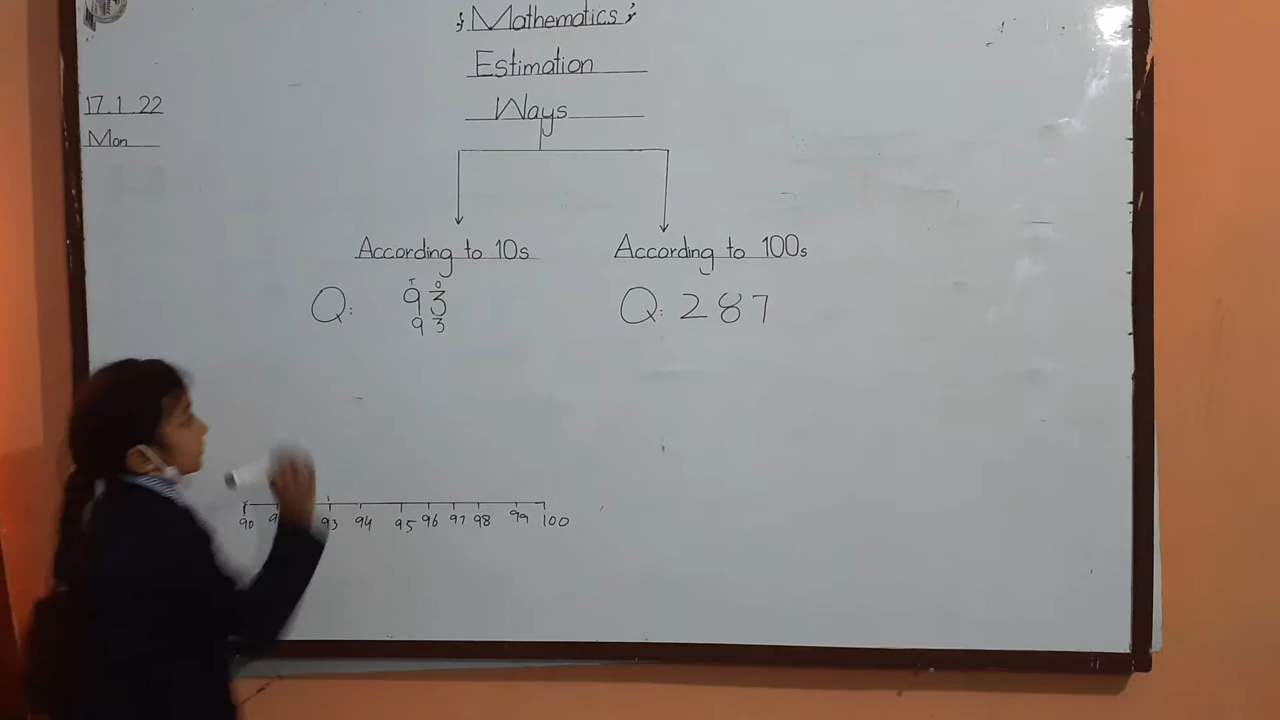 ; Mathematics ;
Estimation
Ways
17.1.22
Mon
According to 10s
According to 100s
T O
Q: 93
93
Q: 287
90 93 94 95 96 97 98 99 100